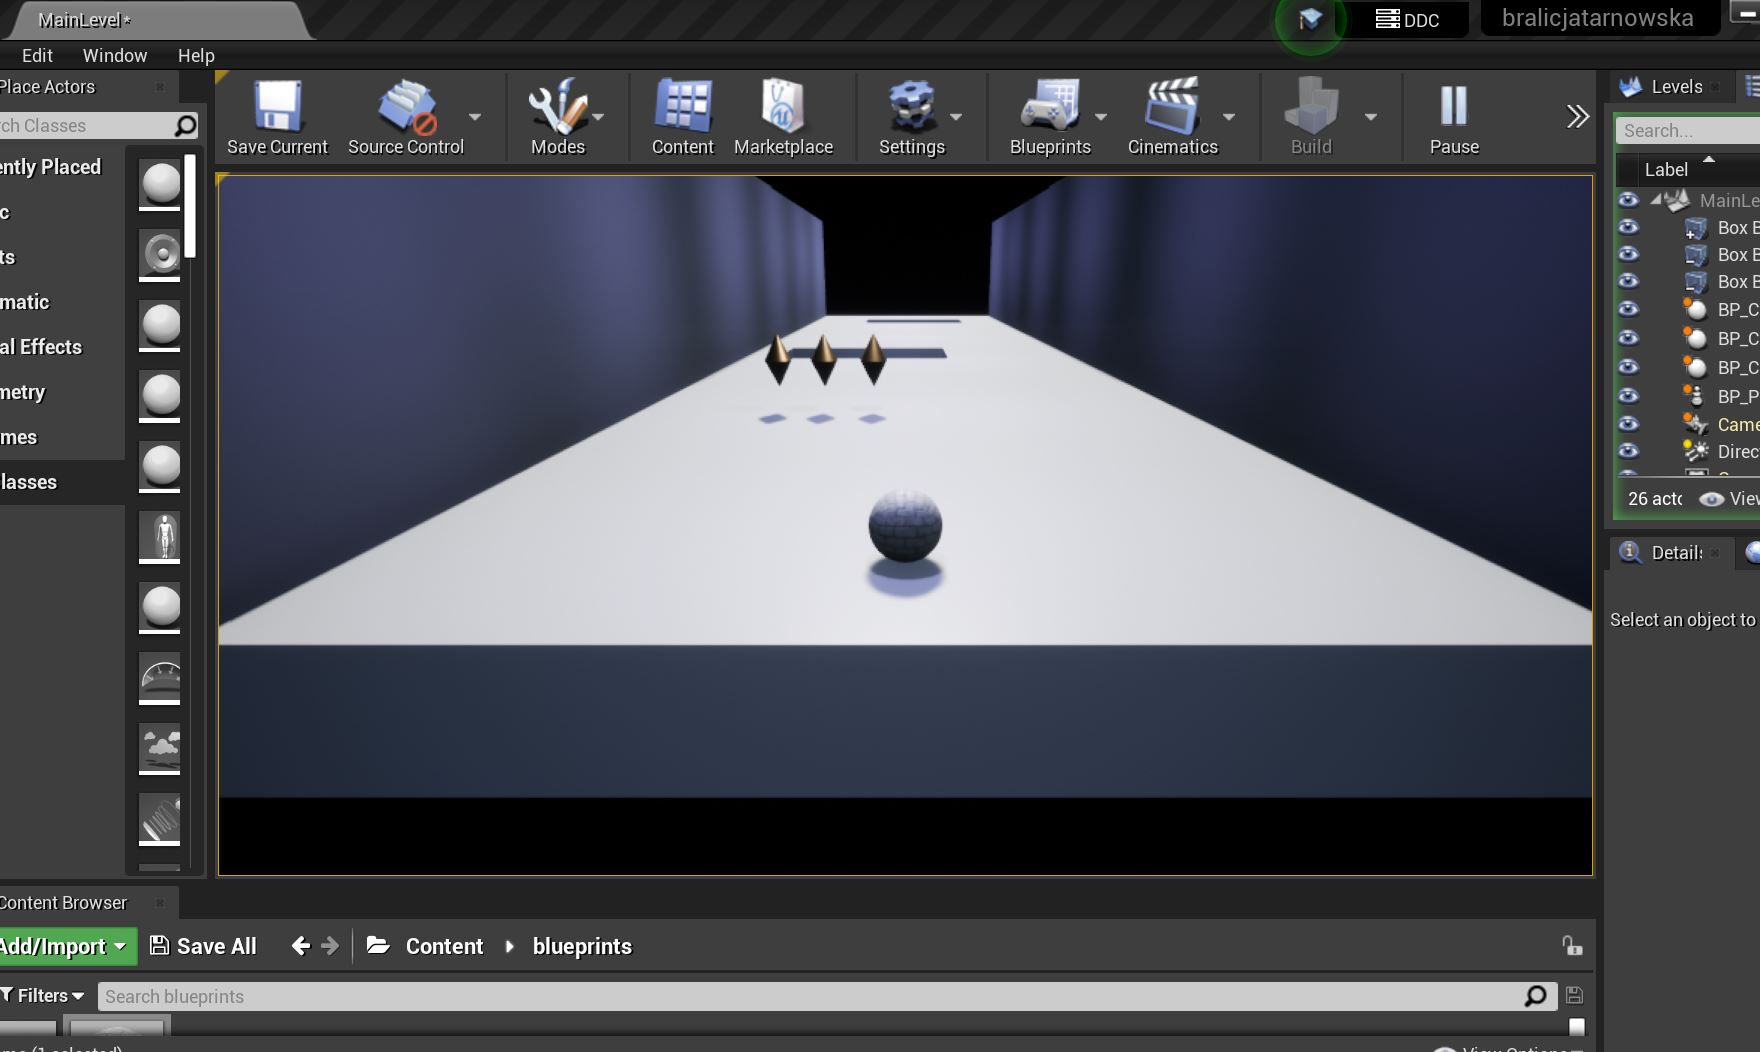 MainLevel*
DDC
bralicjatarnowska
Edit Window Help
Place Actors
rch Classes
ently Placed
c
ts
matic
al Effects
metry
mes
lasses
Save Current
Source Control
Modes
Content
Marketplace
Settings
Blueprints
Cinematics
Build
Pause
Levels
Search...
Label
MainLe
Box B
Box B
Box B
BP_C
BP_C
BP_C
BP_P
Came
Direc
26 actc
View
Details
Select an object to
Content Browser
Add/Import
Save All
Content
blueprints
Filters
Search blueprints
(1 selected)
View Options